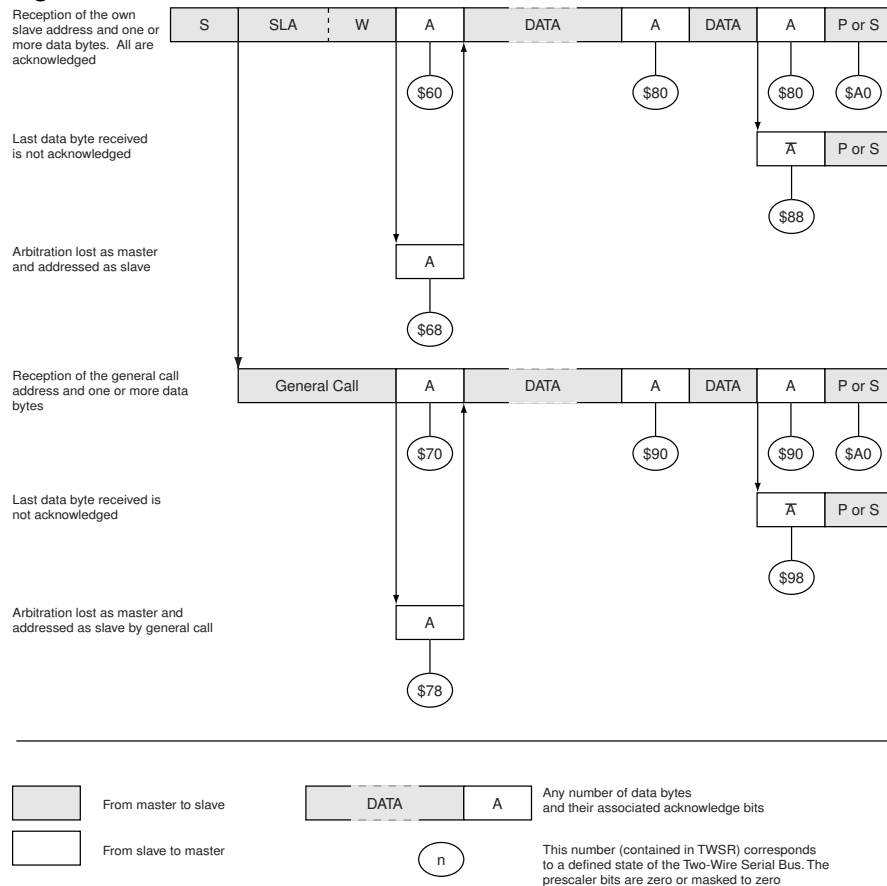 Reception of the own
slave address and one or
more data bytes. All are
acknowledged
S SLA W A DATA A DATA A P or S
$60 $80 $80 $A0
Last data byte received
is not acknowledged
A̅ P or S
$88
Arbitration lost as master
and addressed as slave
A
$68
Reception of the general call
address and one or more data
bytes
General Call A DATA A DATA A P or S
$70 $90 $90 $A0
Last data byte received is
not acknowledged
A̅ P or S
$98
Arbitration lost as master and
addressed as slave by general call
A
$78
From master to slave
DATA A
Any number of data bytes
and their associated acknowledge bits
From slave to master
n
This number (contained in TWSR) corresponds
to a defined state of the Two-Wire Serial Bus. The
prescaler bits are zero or masked to zero